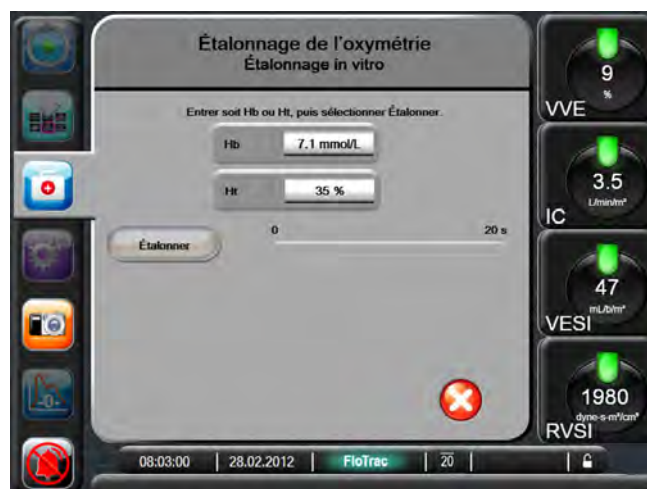 Étalonnage de l'oxymétrie
Étalonnage in vitro
Entrer soit Hb ou Ht, puis sélectionner Étalonner.
Hb 7.1 mmol/L
Ht 35 %
0 20 s
Étalonner
9
%
VVE
3.5
L/min/m²
IC
47
mL/b/m²
VESI
1980
dyne-s-m²/cm⁵
RVSI
-0-
08:03:00 28.02.2012 FloTrac 20